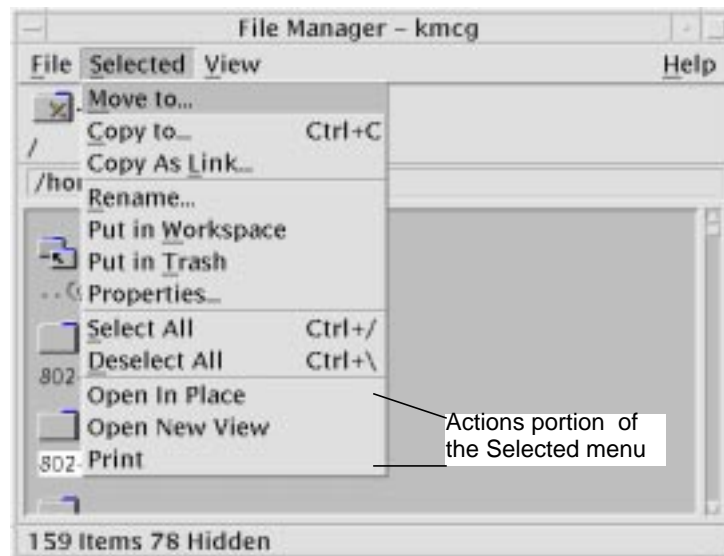 File Manager – kmcg
File Selected View Help
Move to...
Copy to... Ctrl+C
/
Copy As Link...
/hor
Rename...
Put in Workspace
Put in Trash
Properties...
Select All Ctrl+/
Deselect All Ctrl+\
802-
Open In Place
Open New View
Actions portion of
the Selected menu
802- Print
159 Items 78 Hidden